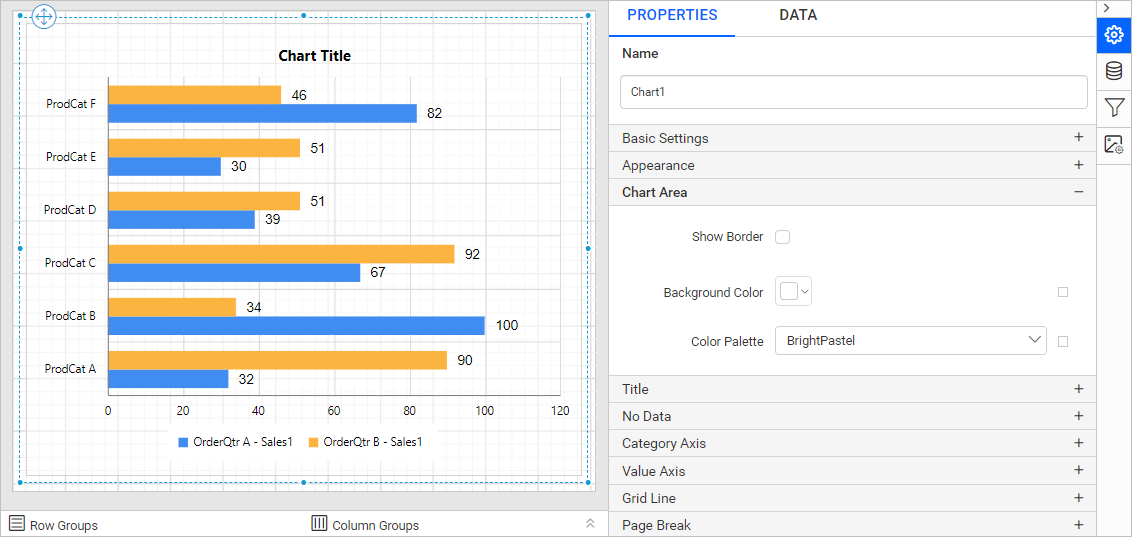 Chart Title
ProdCat F
46
82
ProdCat E
51
30
ProdCat D
51
39
ProdCat C
92
67
ProdCat B
34
100
ProdCat A
90
32
0 20 40 60 80 100 120
OrderQtr A - Sales1 OrderQtr B - Sales1
Row Groups Column Groups
PROPERTIES DATA
Name
Chart1
Basic Settings +
Appearance +
Chart Area −
Show Border
Background Color
Color Palette BrightPastel
Title +
No Data +
Category Axis +
Value Axis +
Grid Line +
Page Break +